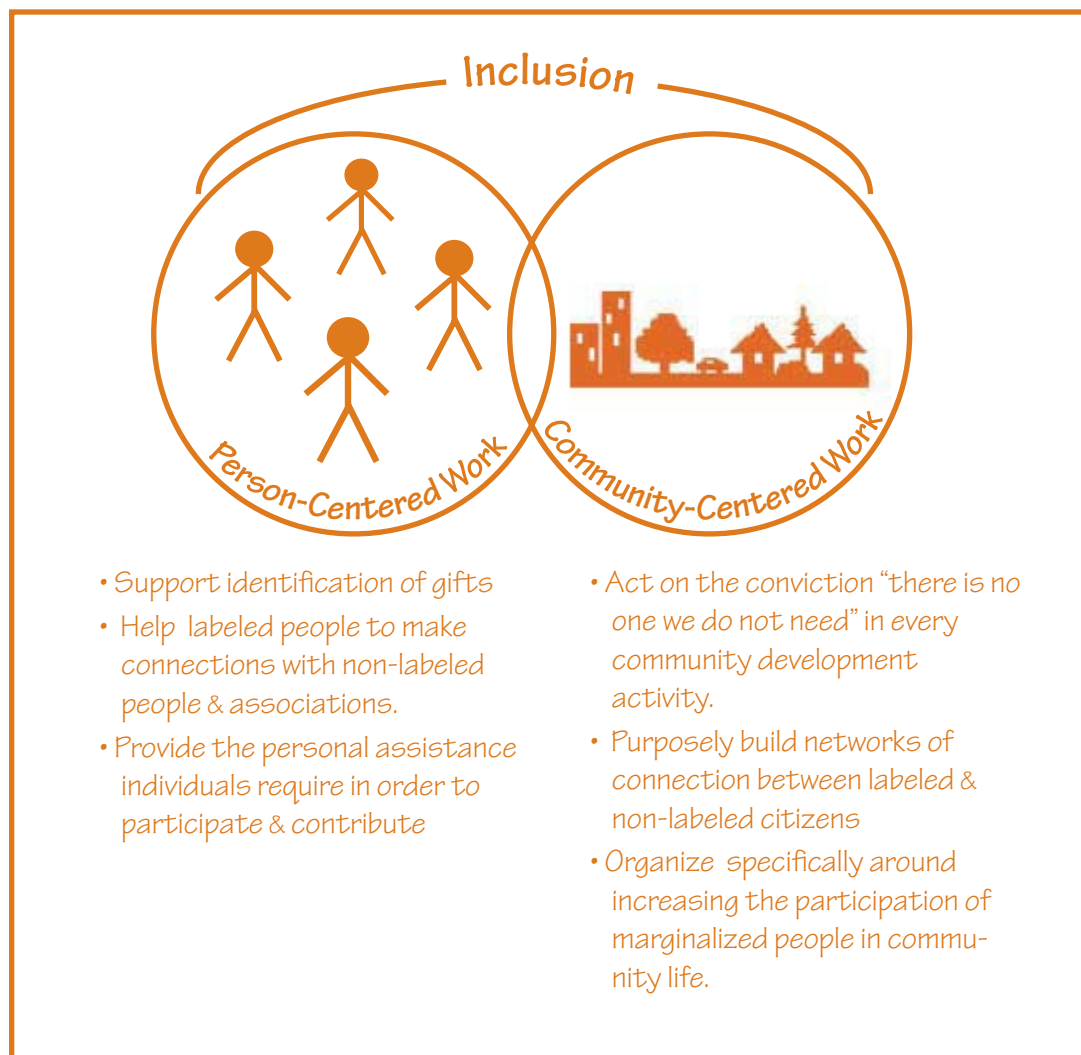 Inclusion
Person-Centered Work
Community-Centered Work
• Support identification of gifts
• Help labeled people to make
connections with non-labeled
people & associations.
• Provide the personal assistance
individuals require in order to
participate & contribute
• Act on the conviction “there is no
one we do not need” in every
community development
activity.
• Purposely build networks of
connection between labeled &
non-labeled citizens
• Organize specifically around
increasing the participation of
marginalized people in commu-
nity life.